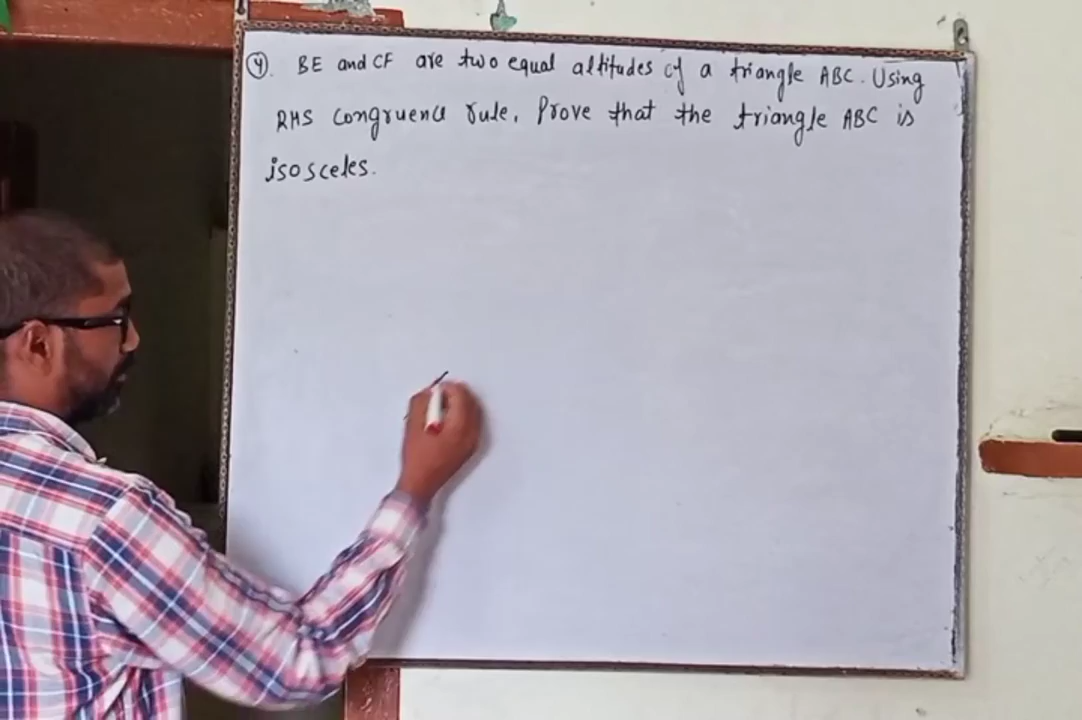 ④. BE and CF are two equal altitudes of a triangle ABC. Using
RHS congruence rule, Prove that the triangle ABC is
isosceles.